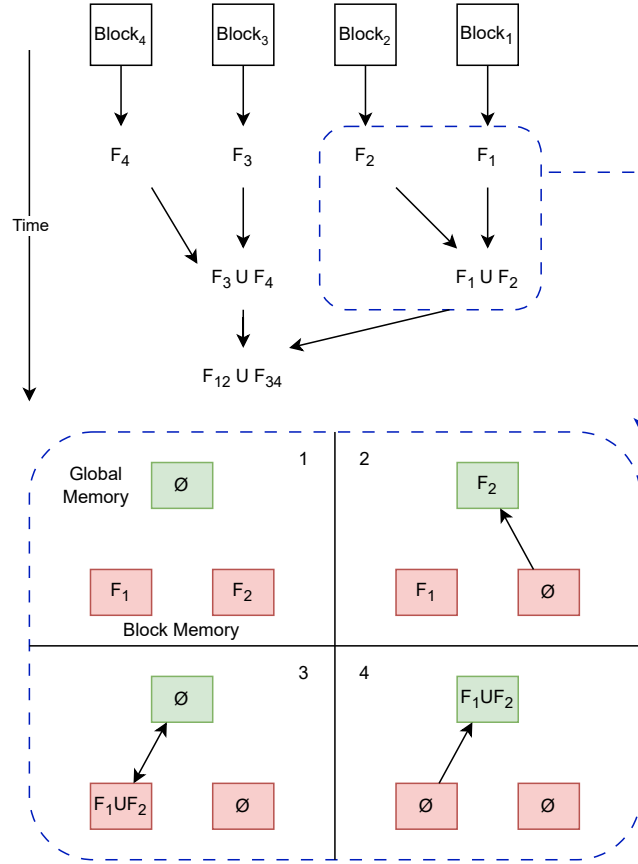 Block₄ Block₃ Block₂ Block₁
F₄ F₃ F₂ F₁
Time
F₃ U F₄ F₁ U F₂
F₁₂ U F₃₄
1 2
Global
Memory
Ø F₂
F₁ F₂ F₁ Ø
Block Memory
3 4
Ø F₁UF₂
F₁UF₂ Ø Ø Ø